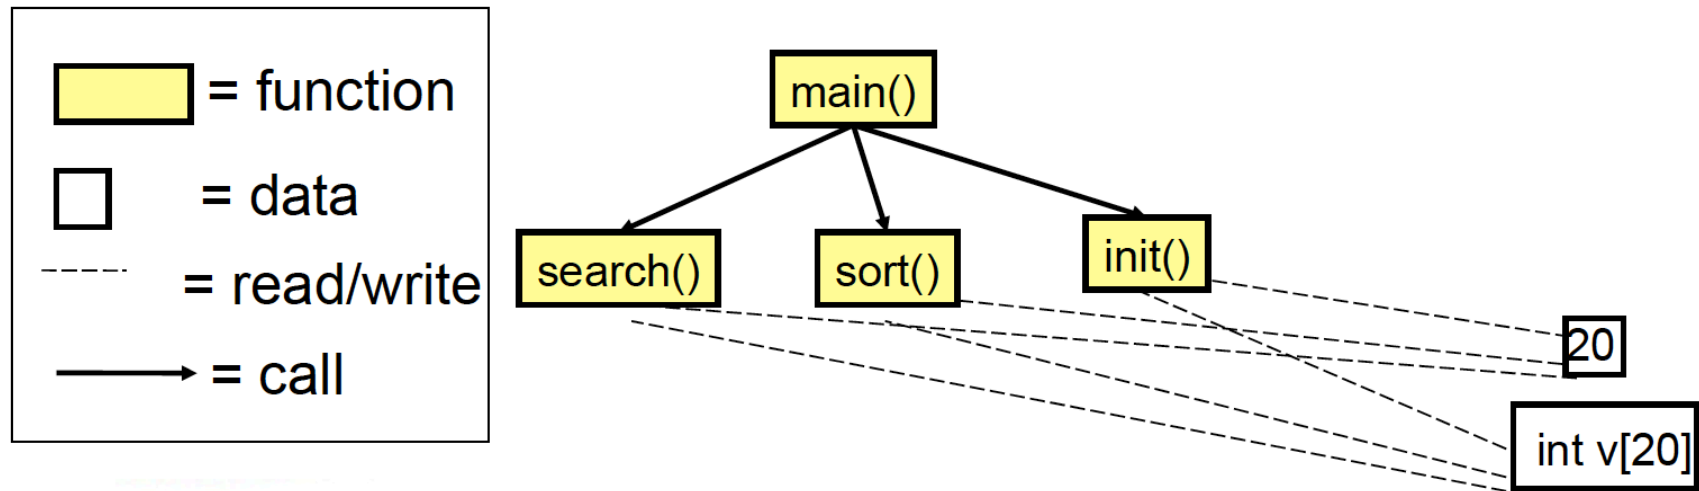 = function
= data
= read/write
= call
main()
search()
sort()
init()
20
int v[20]